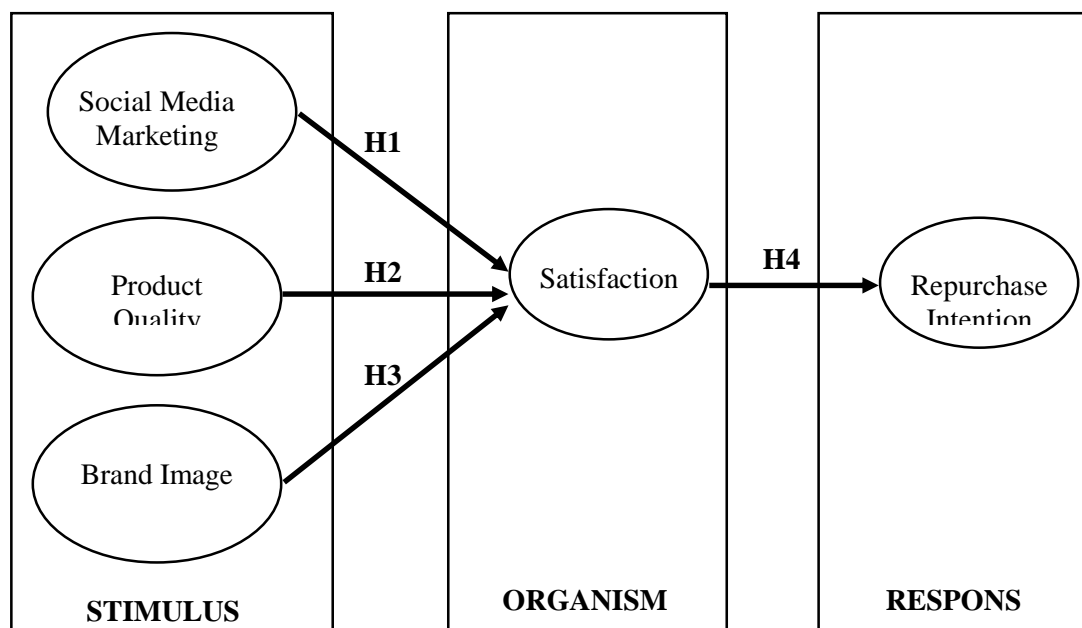 Social Media
Marketing
H1
Product
Quality
H2
Brand Image
H3
STIMULUS
Satisfaction
H4
ORGANISM
Repurchase
Intention
RESPONS